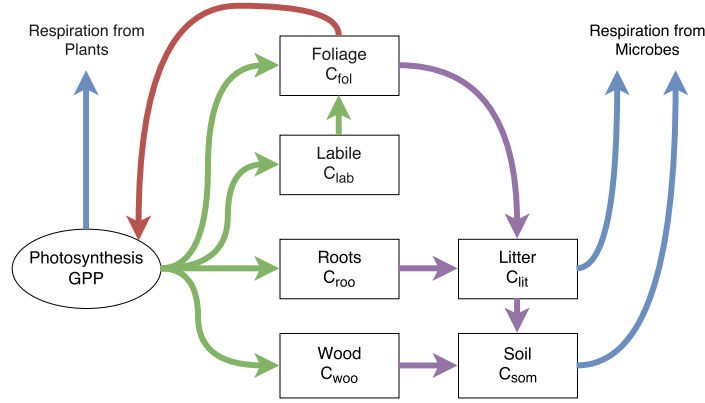 Respiration from
Plants
Foliage
Cfol
Respiration from
Microbes
Labile
Clab
Photosynthesis
GPP
Roots
Croo
Litter
Clit
Wood
Cwoo
Soil
Csom